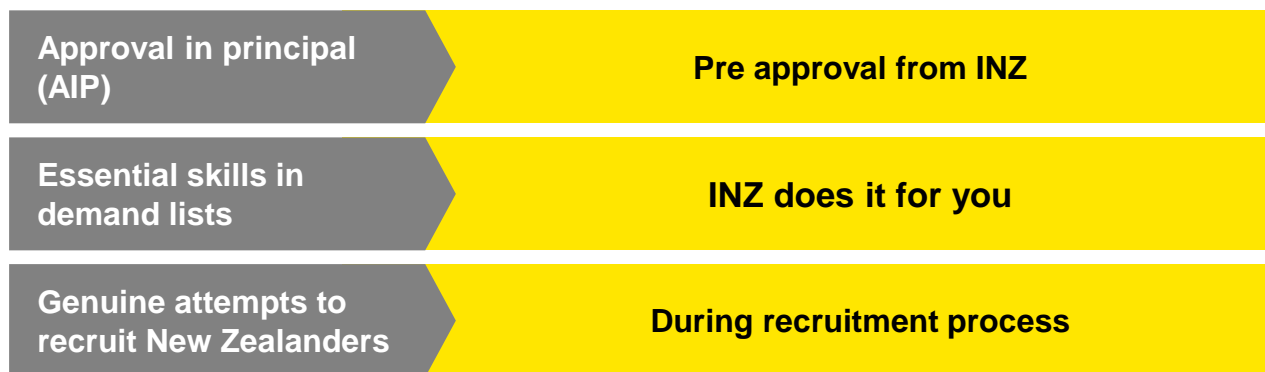 Approval in principal
(AIP)
Pre approval from INZ
Essential skills in
demand lists
INZ does it for you
Genuine attempts to
recruit New Zealanders
During recruitment process